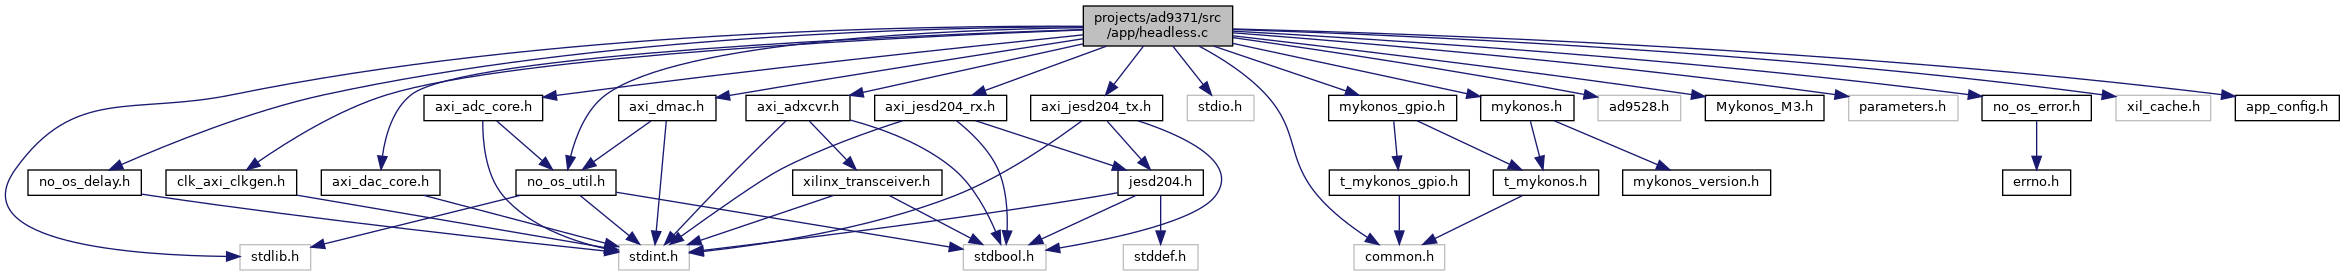 projects/ad9371/src
/app/headless.c
axi_adc_core.h
axi_dmac.h
axi_adxcvr.h
axi_jesd204_rx.h
axi_jesd204_tx.h
stdio.h
mykonos_gpio.h
mykonos.h
ad9528.h
Mykonos_M3.h
parameters.h
no_os_error.h
xil_cache.h
app_config.h
no_os_delay.h
clk_axi_clkgen.h
axi_dac_core.h
no_os_util.h
xilinx_transceiver.h
jesd204.h
t_mykonos_gpio.h
t_mykonos.h
mykonos_version.h
errno.h
stdlib.h
stdint.h
stdbool.h
stddef.h
common.h